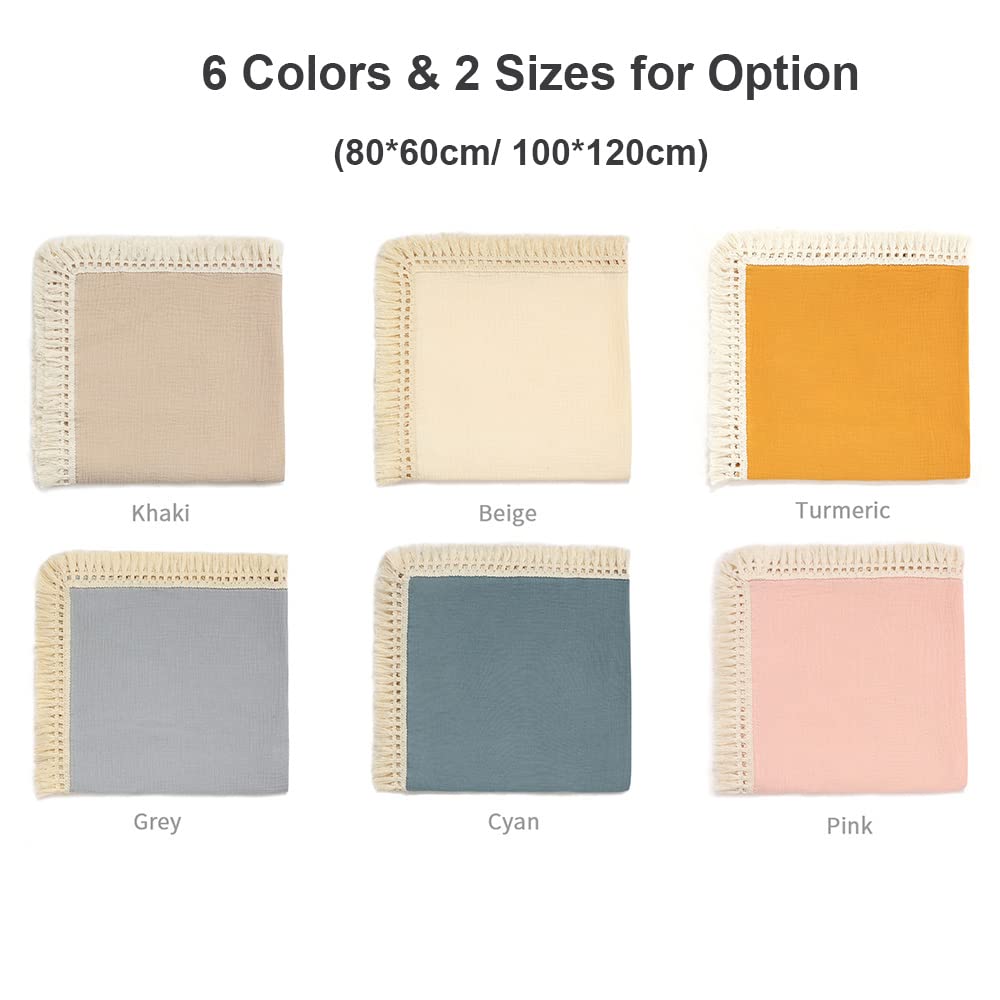 6 Colors & 2 Sizes for Option
(80*60cm/ 100*120cm)
Khaki
Beige
Turmeric
Grey
Cyan
Pink